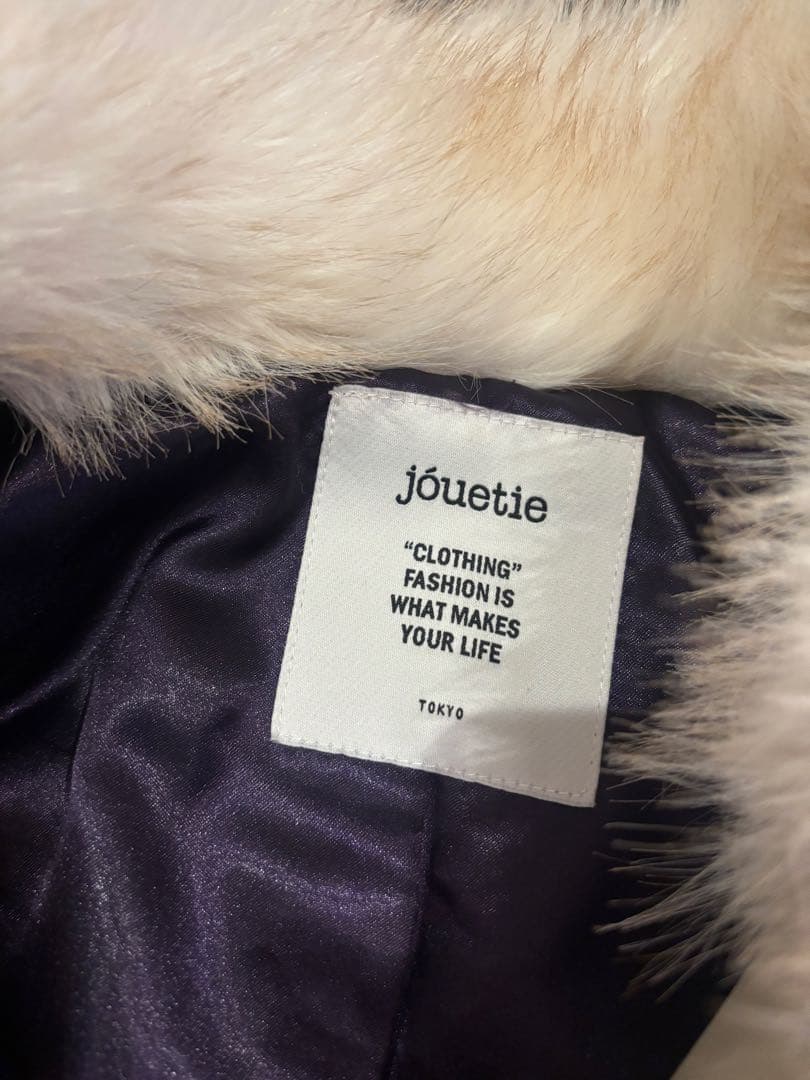 jóuetie
“CLOTHING”
FASHION IS
WHAT MAKES
YOUR LIFE
TOKYO